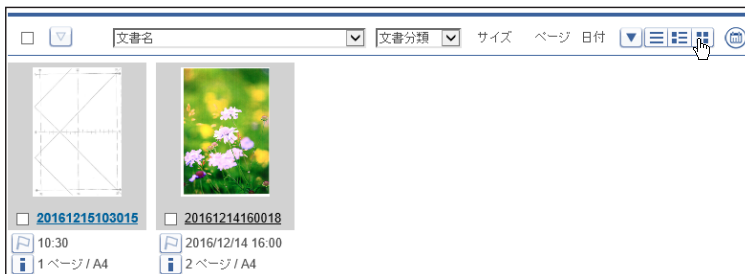 文書名 文書分類 サイズ ページ 日付
20161215103015 20161214160018
10:30 2016/12/14 16:00
1 ページ / A4 2 ページ / A4